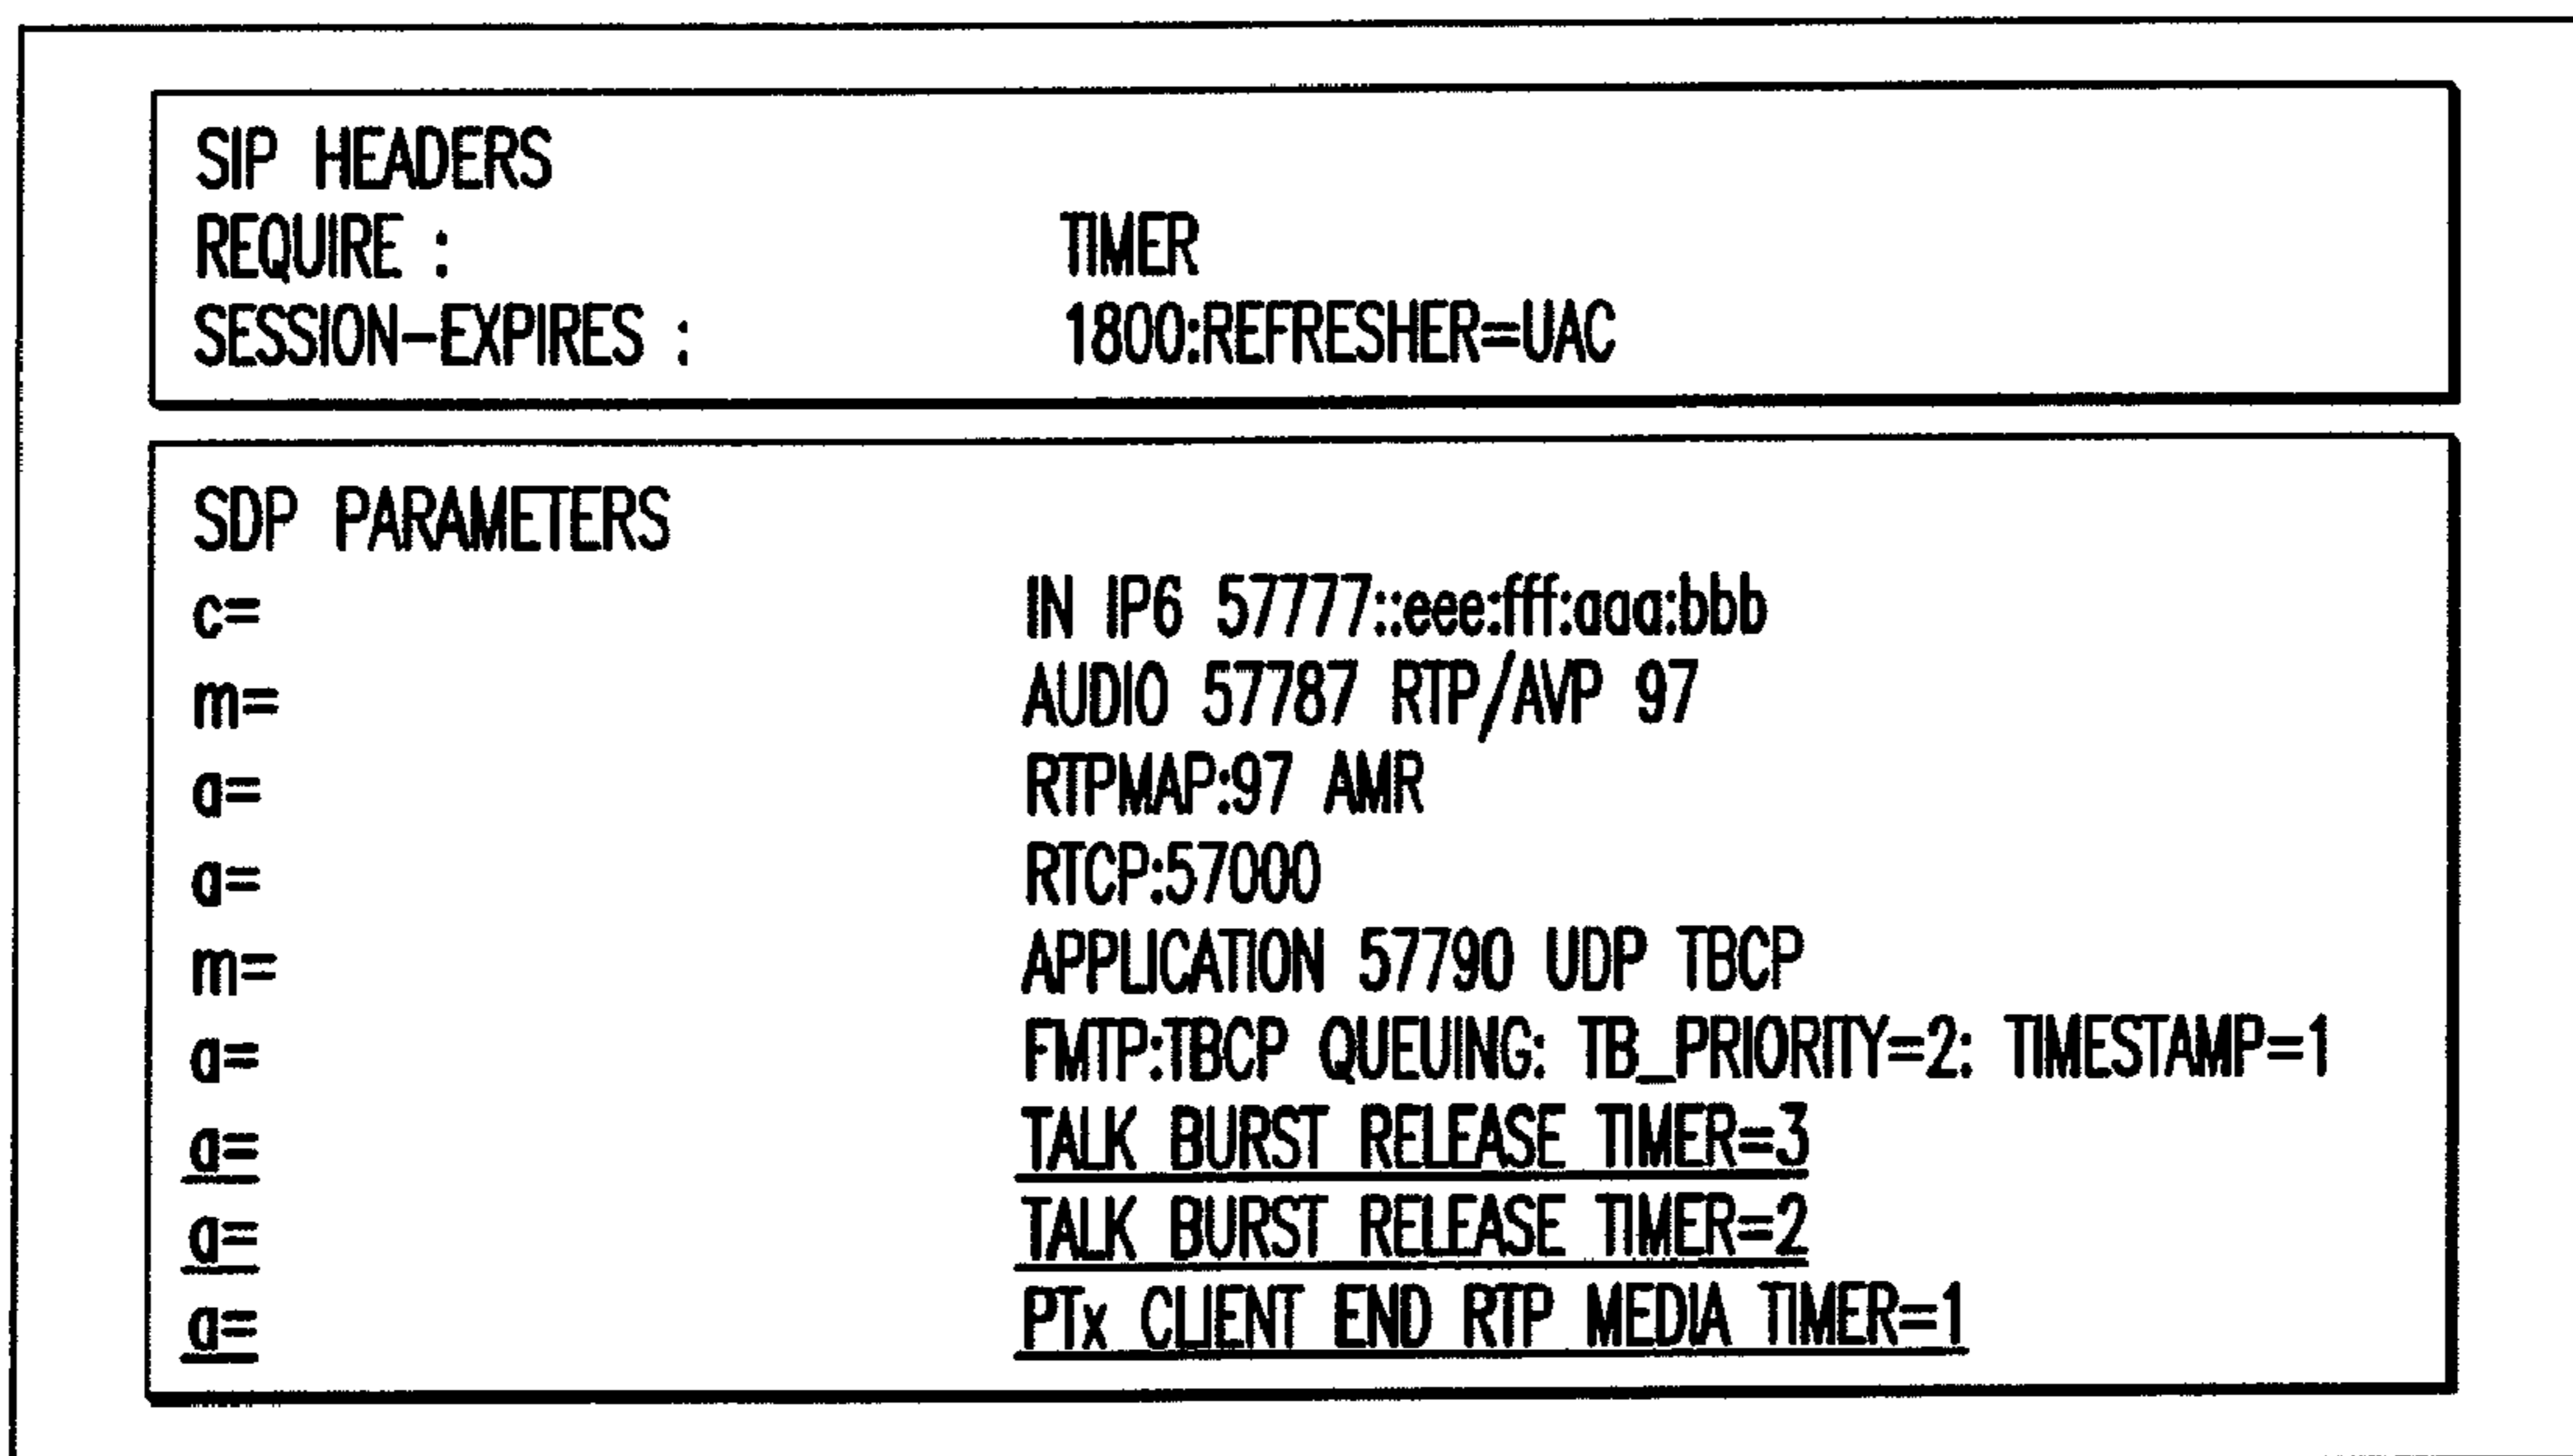 SIP HEADERS
REQUIRE : TIMER
SESSION-EXPIRES : 1800:REFRESHER=UAC
SDP PARAMETERS
c= IN IP6 57777::eee:fff:aaa:bbb
m= AUDIO 57787 RTP/AVP 97
a= RTPMAP:97 AMR
a= RTCP:57000
m= APPLICATION 57790 UDP TBCP
a= FMTP:TBCP QUEUING: TB_PRIORITY=2: TIMESTAMP=1
a= TALK BURST RELEASE TIMER=3
a= TALK BURST RELEASE TIMER=2
a= PTx CLIENT END RTP MEDIA TIMER=1